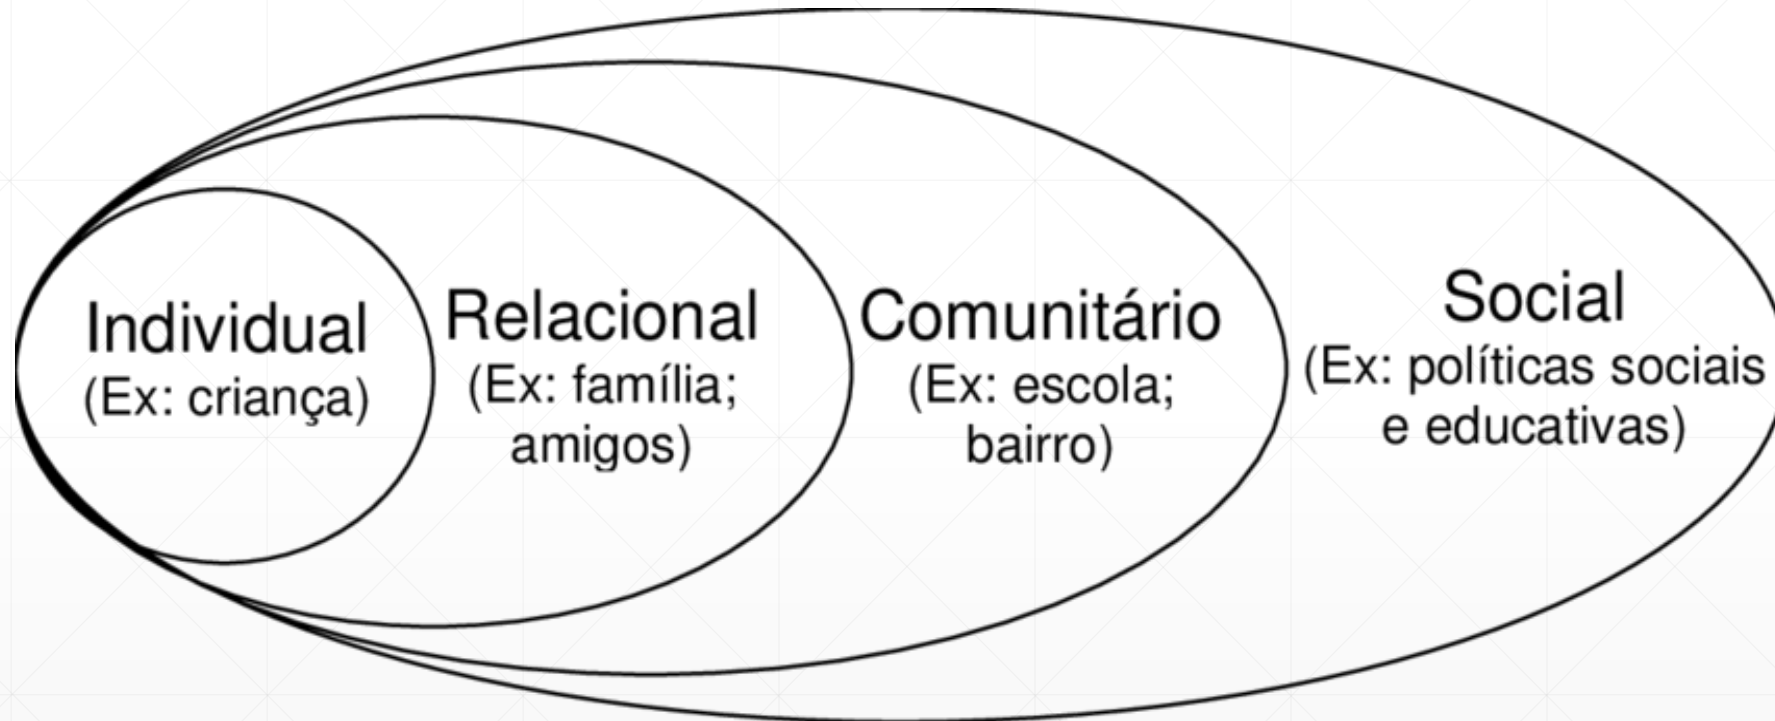 Individual
(Ex: criança)
Relacional
(Ex: família;
amigos)
Comunitário
(Ex: escola;
bairro)
Social
(Ex: políticas sociais
e educativas)